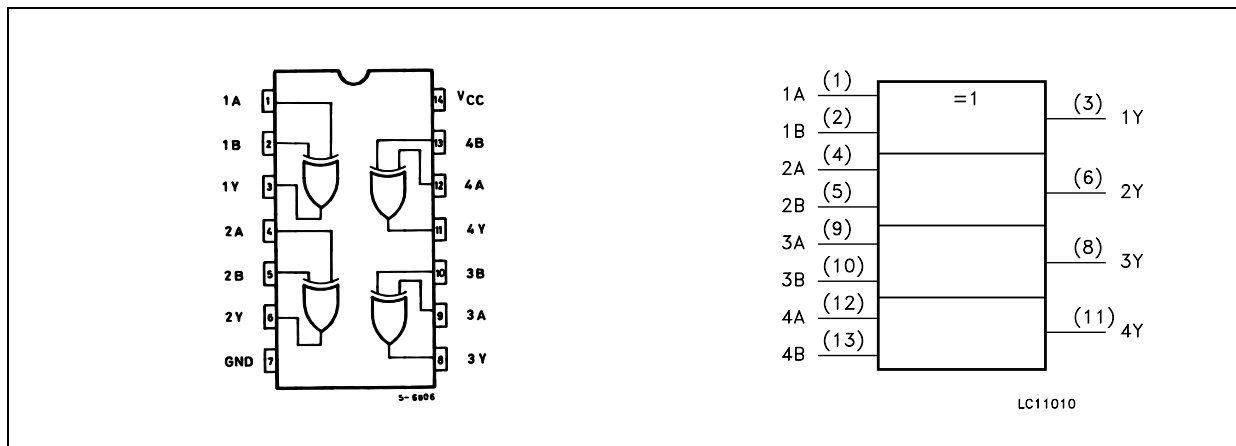 1A 1 14 VCC
1B 2 13 4B
1Y 3 12 4A
2A 4 11 4Y
2B 5 10 3B
2Y 6 9 3A
GND 7 8 3Y
S-6806
1A (1) =1 (3) 1Y
1B (2)
2A (4) (6) 2Y
2B (5)
3A (9) (8) 3Y
3B (10)
4A (12) (11) 4Y
4B (13)
LC11010